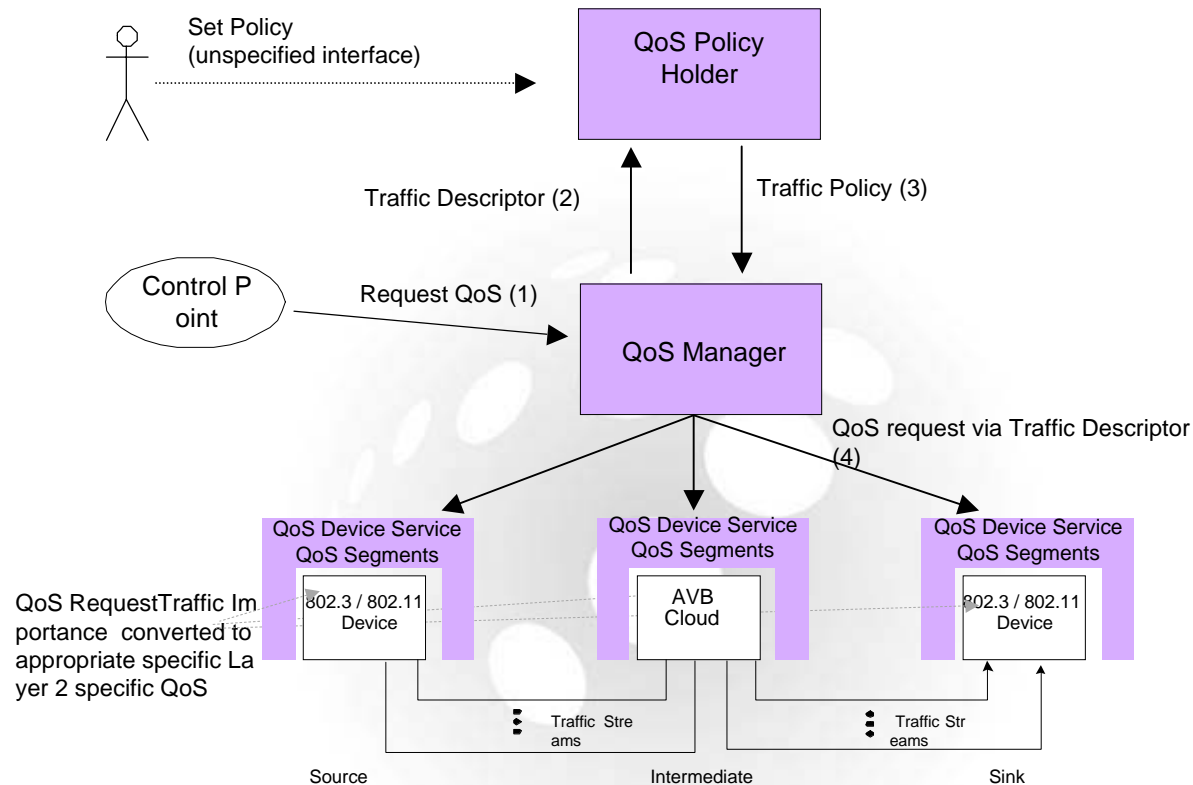 Set Policy
(unspecified interface)
QoS Policy
Holder
Traffic Descriptor (2)
Traffic Policy (3)
Control P
oint
Request QoS (1)
QoS Manager
QoS request via Traffic Descriptor
(4)
QoS Device Service
QoS Segments
QoS Device Service
QoS Segments
QoS Device Service
QoS Segments
802.3 / 802.11
Device
AVB
Cloud
802.3 / 802.11
Device
QoS RequestTraffic Im
portance converted to
appropriate specific La
yer 2 specific QoS
Traffic Stre
ams
Traffic Str
eams
Source
Intermediate
Sink